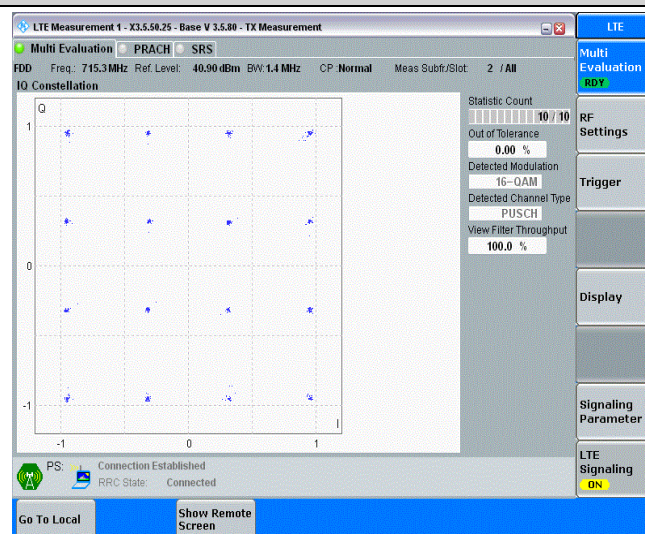 LTE Measurement 1 - X3.5.50.25 - Base V 3.5.80 - TX Measurement
LTE
Multi Evaluation PRACH SRS
Multi
Evaluation
RDY
FDD Freq.: 715.3 MHz Ref. Level: 40.90 dBm BW: 1.4 MHz CP :Normal Meas Subfr./Slot: 2 / All
IQ Constellation
Q
1
0
-1
-1
0
1
I
Statistic Count
10 / 10
Out of Tolerance
0.00 %
Detected Modulation
16-QAM
Detected Channel Type
PUSCH
View Filter Throughput
100.0 %
RF
Settings
Trigger
Display
Signaling
Parameter
LTE
Signaling
ON
PS: Connection Established
RRC State: Connected
Go To Local
Show Remote
Screen